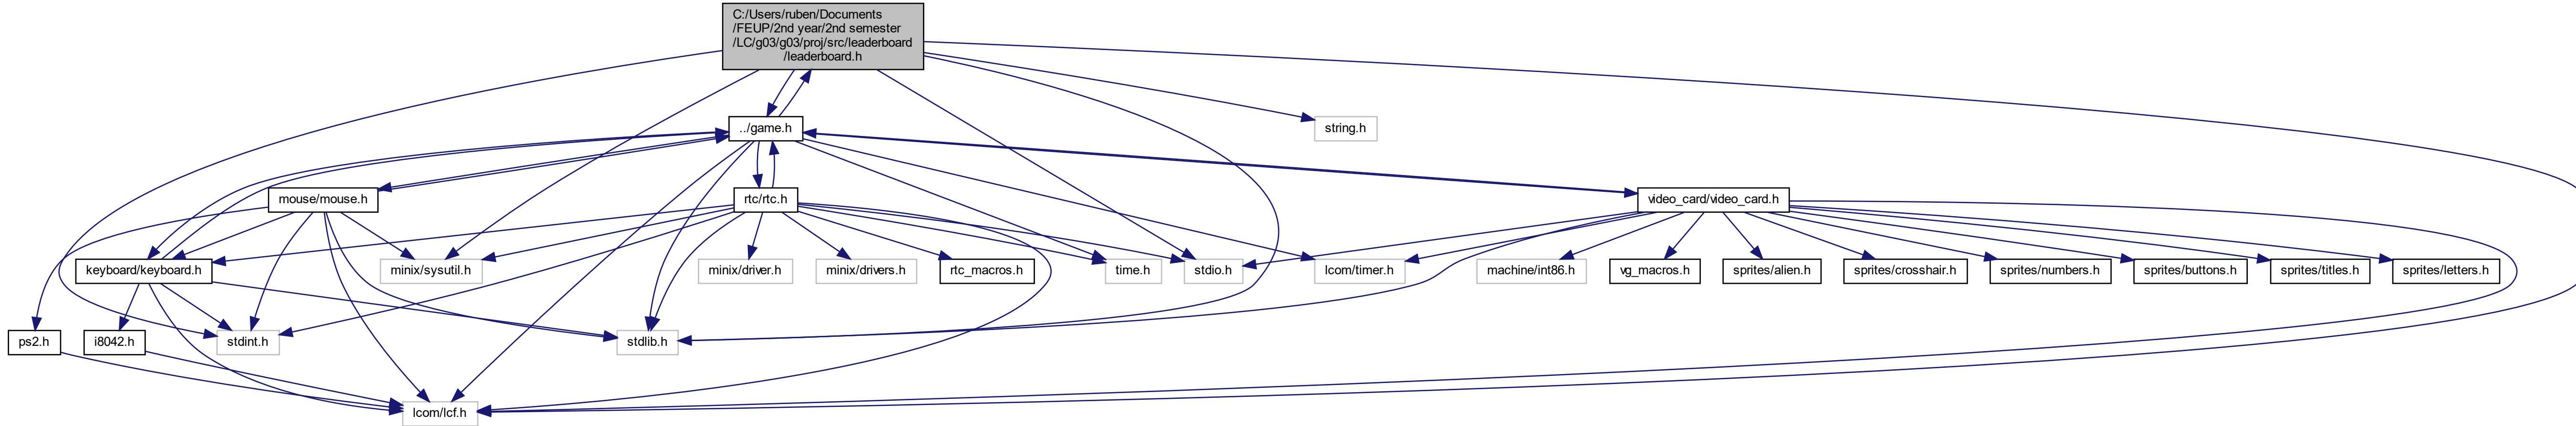 C:/Users/ruben/Documents
/FEUP/2nd year/2nd semester
/LC/g03/g03/proj/src/leaderboard
/leaderboard.h
../game.h
string.h
mouse/mouse.h
rtc/rtc.h
video_card/video_card.h
keyboard/keyboard.h
minix/sysutil.h
minix/driver.h
minix/drivers.h
rtc_macros.h
time.h
stdio.h
lcom/timer.h
machine/int86.h
vg_macros.h
sprites/alien.h
sprites/crosshair.h
sprites/numbers.h
sprites/buttons.h
sprites/titles.h
sprites/letters.h
ps2.h
i8042.h
stdint.h
stdlib.h
lcom/lcf.h